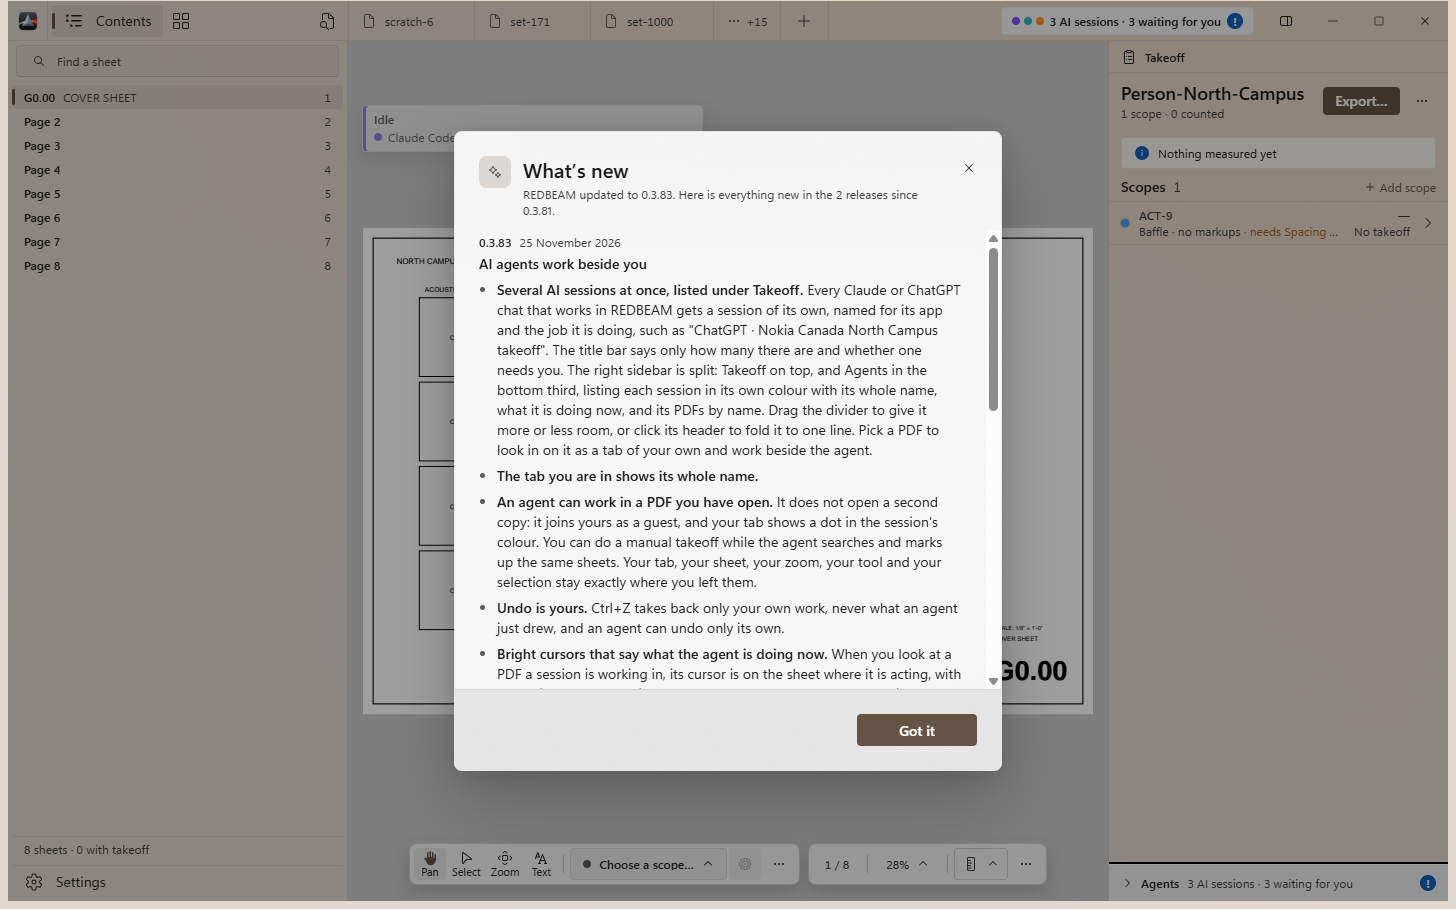 Contents
scratch-6
set-171
set-1000
+15
3 AI sessions · 3 waiting for you
Find a sheet
G0.00 COVER SHEET 1
Page 2 2
Page 3 3
Page 4 4
Page 5 5
Page 6 6
Page 7 7
Page 8 8
8 sheets · 0 with takeoff
Settings
Idle
Claude Code
NORTH CAMPU
ACOUST
What's new
REDBEAM updated to 0.3.83. Here is everything new in the 2 releases since
0.3.81.
0.3.83 25 November 2026
AI agents work beside you
• Several AI sessions at once, listed under Takeoff. Every Claude or ChatGPT
chat that works in REDBEAM gets a session of its own, named for its app
and the job it is doing, such as "ChatGPT · Nokia Canada North Campus
takeoff". The title bar says only how many there are and whether one
needs you. The right sidebar is split: Takeoff on top, and Agents in the
bottom third, listing each session in its own colour with its whole name,
what it is doing now, and its PDFs by name. Drag the divider to give it
more or less room, or click its header to fold it to one line. Pick a PDF to
look in on it as a tab of your own and work beside the agent.
• The tab you are in shows its whole name.
• An agent can work in a PDF you have open. It does not open a second
copy: it joins yours as a guest, and your tab shows a dot in the session's
colour. You can do a manual takeoff while the agent searches and marks
up the same sheets. Your tab, your sheet, your zoom, your tool and your
selection stay exactly where you left them.
• Undo is yours. Ctrl+Z takes back only your own work, never what an agent
just drew, and an agent can undo only its own.
• Bright cursors that say what the agent is doing now. When you look at a
PDF a session is working in, its cursor is on the sheet where it is acting, with
Got it
ALE: 1/8" = 1'-0"
VER SHEET
G0.00
Pan
Select
Zoom
Text
Choose a scope...
1 / 8
28%
Takeoff
Person-North-Campus
1 scope · 0 counted
Export...
Nothing measured yet
Scopes 1
+ Add scope
ACT-9 —
Baffle · no markups · needs Spacing ... No takeoff
Agents 3 AI sessions · 3 waiting for you